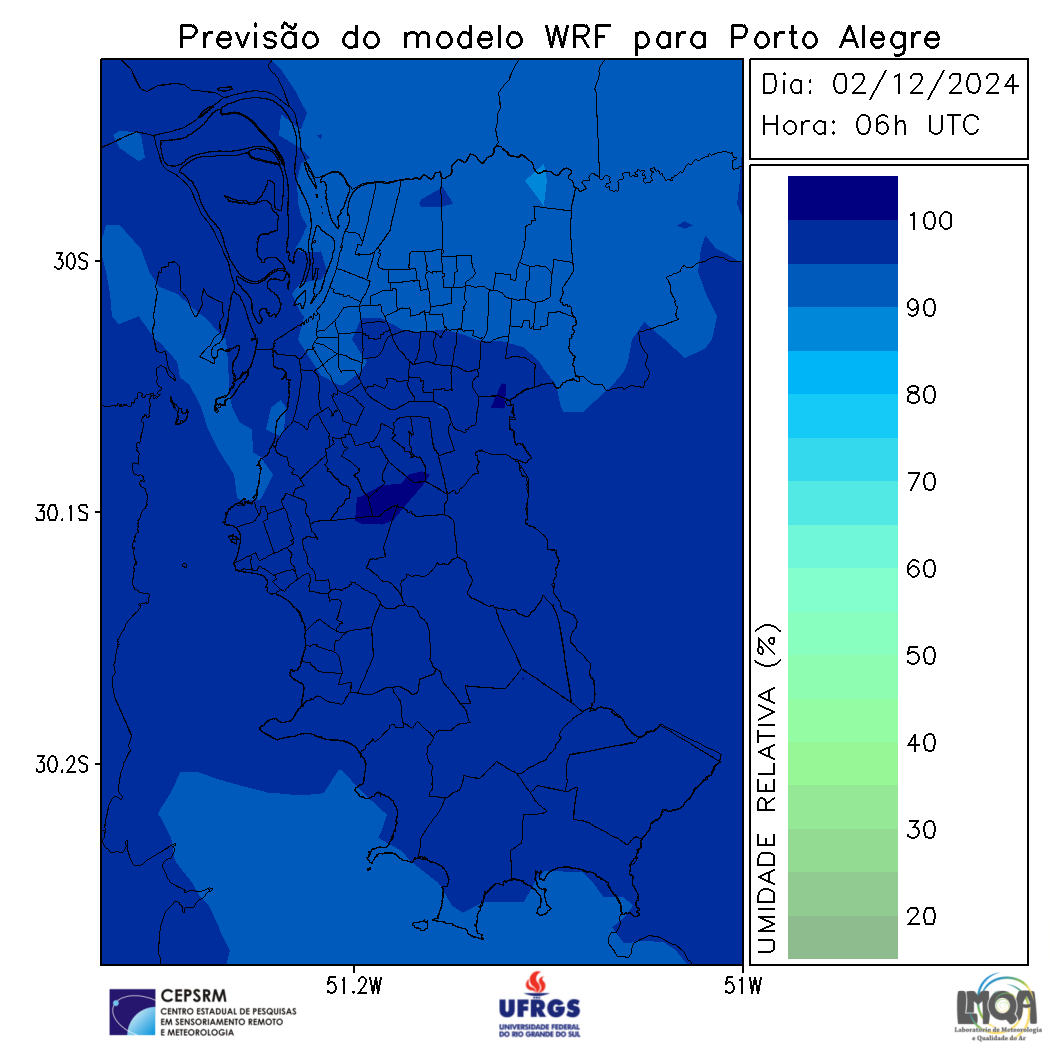 Previsão do modelo WRF para Porto Alegre
Dia: 02/12/2024
Hora: 06h UTC
100
90
80
70
60
50
40
30
20
UMIDADE RELATIVA (%)
30S
30.1S
30.2S
51.2W
51W
CEPSRM
CENTRO ESTADUAL DE PESQUISAS
EM SENSORIAMENTO REMOTO
E METEOROLOGIA
UFRGS
UNIVERSIDADE FEDERAL
DO RIO GRANDE DO SUL
LMQA
Laboratório de Meteorologia
e Qualidade do Ar